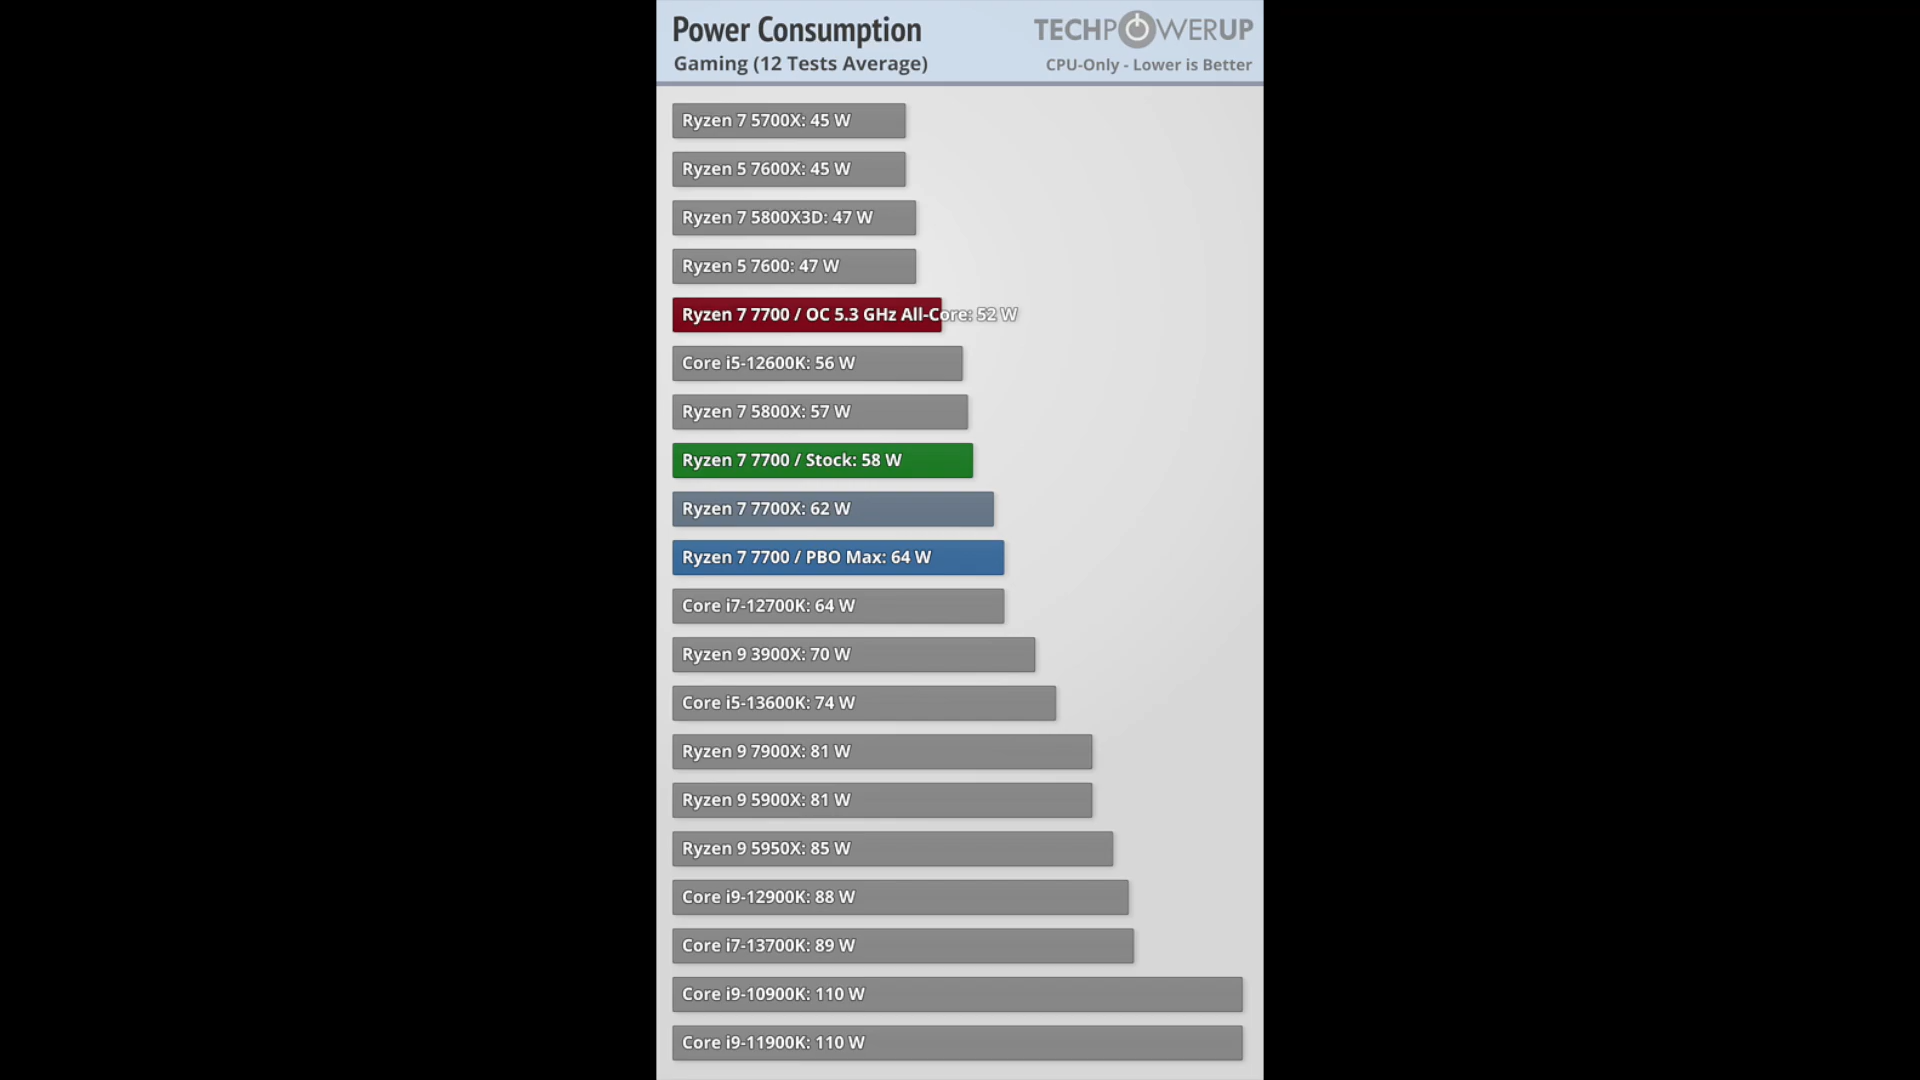 Power Consumption
TECHPOWERUP
Gaming (12 Tests Average)
CPU-Only - Lower is Better
Ryzen 7 5700X: 45 W
Ryzen 5 7600X: 45 W
Ryzen 7 5800X3D: 47 W
Ryzen 5 7600: 47 W
Ryzen 7 7700 / OC 5.3 GHz All-Core: 52 W
Core i5-12600K: 56 W
Ryzen 7 5800X: 57 W
Ryzen 7 7700 / Stock: 58 W
Ryzen 7 7700X: 62 W
Ryzen 7 7700 / PBO Max: 64 W
Core i7-12700K: 64 W
Ryzen 9 3900X: 70 W
Core i5-13600K: 74 W
Ryzen 9 7900X: 81 W
Ryzen 9 5900X: 81 W
Ryzen 9 5950X: 85 W
Core i9-12900K: 88 W
Core i7-13700K: 89 W
Core i9-10900K: 110 W
Core i9-11900K: 110 W